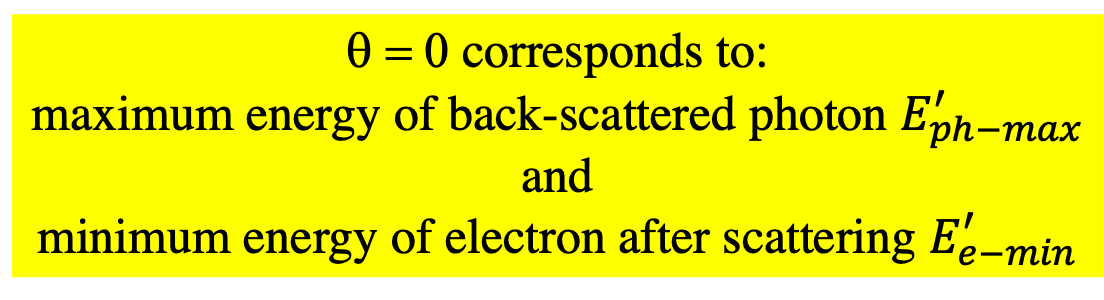 θ = 0 corresponds to:
maximum energy of back-scattered photon E′ph−max
and
minimum energy of electron after scattering E′e−min